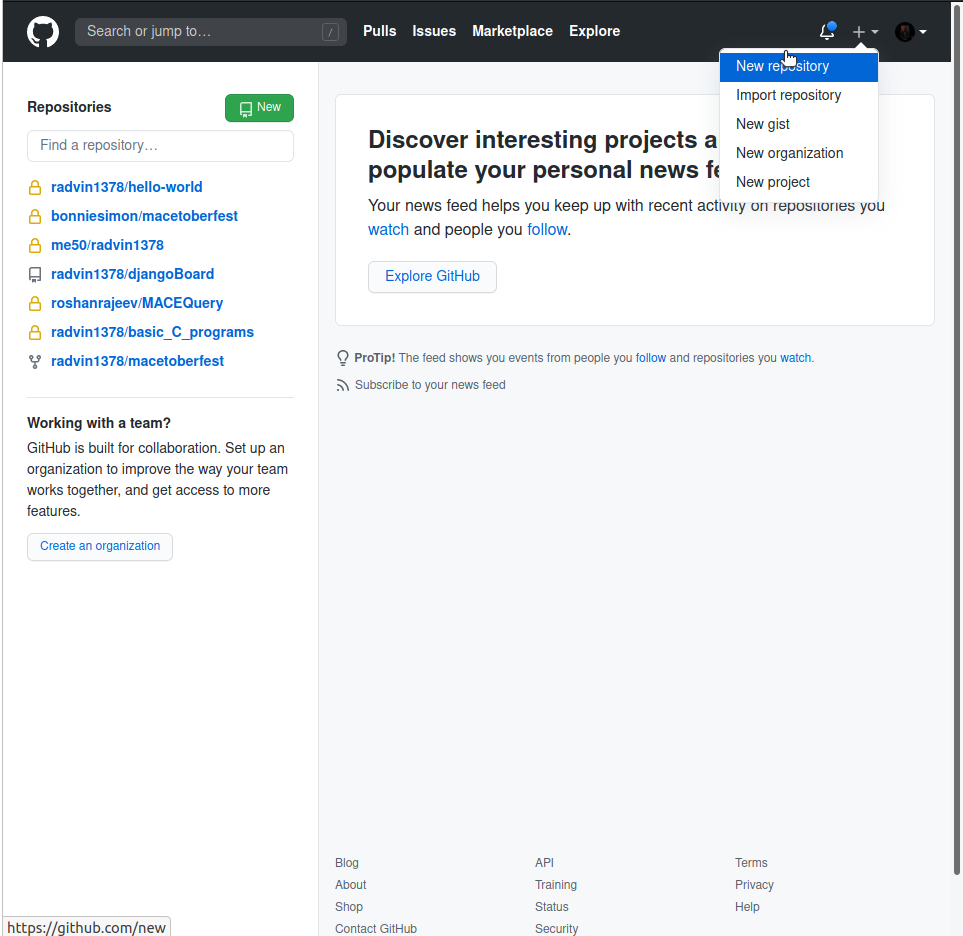 Search or jump to…
/
Pulls
Issues
Marketplace
Explore
New repository
Import repository
New gist
New organization
New project
Repositories
New
Find a repository…
radvin1378/hello-world
bonniesimon/macetoberfest
me50/radvin1378
radvin1378/djangoBoard
roshanrajeev/MACEQuery
radvin1378/basic_C_programs
radvin1378/macetoberfest
Working with a team?
GitHub is built for collaboration. Set up an
organization to improve the way your team
works together, and get access to more
features.
Create an organization
Discover interesting projects a
populate your personal news fe
Your news feed helps you keep up with recent activity on repositories you
watch and people you follow.
Explore GitHub
ProTip! The feed shows you events from people you follow and repositories you watch.
Subscribe to your news feed
Blog
API
Terms
About
Training
Privacy
Shop
Status
Help
Contact GitHub
Security
https://github.com/new